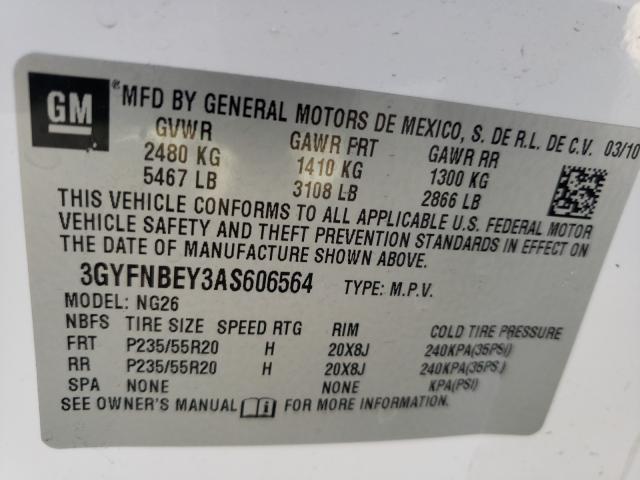 GM ®MFD BY GENERAL MOTORS DE MEXICO, S. DE R.L. DE C.V. 03/10
GVWR GAWR FRT GAWR RR
2480 KG 1410 KG 1300 KG
5467 LB 3108 LB 2866 LB
THIS VEHICLE CONFORMS TO ALL APPLICABLE U.S. FEDERAL MOTOR
VEHICLE SAFETY AND THEFT PREVENTION STANDARDS IN EFFECT ON
THE DATE OF MANUFACTURE SHOWN ABOVE.
3GYFNBEY3AS606564 TYPE: M.P.V.
MODEL: NG26
NBFS TIRE SIZE SPEED RTG RIM COLD TIRE PRESSURE
FRT P235/55R20 H 20X8J 240KPA(35PSI)
RR P235/55R20 H 20X8J 240KPA(35PSI)
SPA NONE NONE KPA(PSI)
SEE OWNER'S MANUAL i FOR MORE INFORMATION.